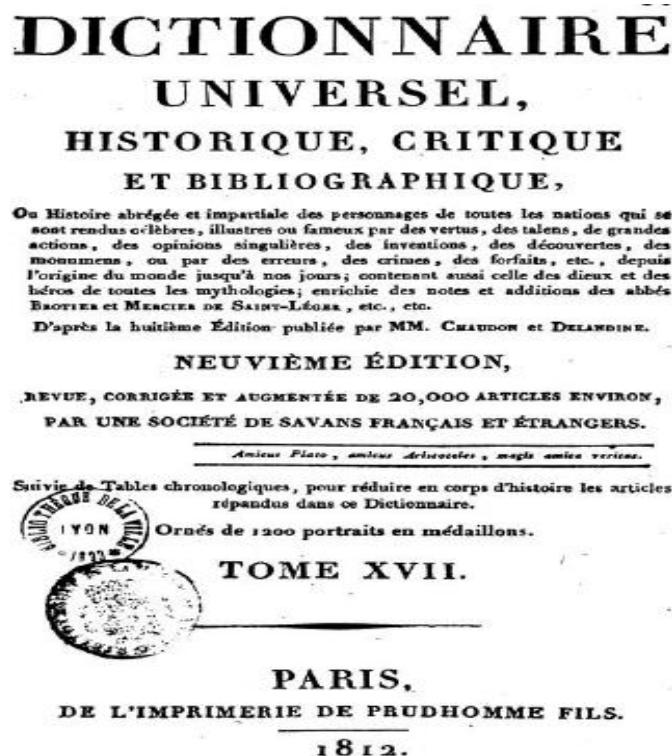 DICTIONNAIRE
UNIVERSEL,
HISTORIQUE, CRITIQUE
ET BIBLIOGRAPHIQUE,
Ou Histoire abrégée et impartiale des personnages de toutes les nations qui se
sont rendus célèbres, illustres ou fameux par des vertus, des talens, de grandes
actions, des opinions singulières, des inventions, des découvertes, des
monumens, ou par des erreurs, des crimes, des forfaits, etc., depuis
l'origine du monde jusqu'à nos jours; contenant aussi celle des dieux et des
héros de toutes les mythologies; enrichie des notes et additions des abbés
BROTIER et MERCIER DE SAINT-LÉGER, etc., etc.
D'après la huitième Édition publiée par MM. CHAUDON et DELANDINE.
NEUVIÈME ÉDITION,
REVUE, CORRIGÉE ET AUGMENTÉE DE 20,000 ARTICLES ENVIRON,
PAR UNE SOCIÉTÉ DE SAVANS FRANÇAIS ET ÉTRANGERS.
Amicus Plato, amicus Aristoteles, magis amica veritas.
Suivie de Tables chronologiques, pour réduire en corps d'histoire les articles
répandus dans ce Dictionnaire.
BIBLIOTHÈQUE DE LA VILLE
LYON
Ornés de 1200 portraits en médaillons.
TOME XVII.
PARIS,
DE L'IMPRIMERIE DE PRUDHOMME FILS.
1812.